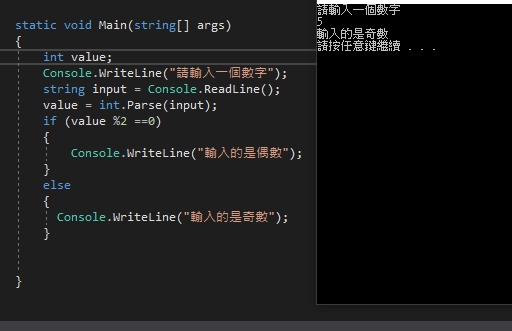 static void Main(string[] args)
{
int value;
Console.WriteLine("請輸入一個數字");
string input = Console.ReadLine();
value = int.Parse(input);
if (value %2 ==0)
{
Console.WriteLine("輸入的是偶數");
}
else
{
Console.WriteLine("輸入的是奇數");
}
}
請輸入一個數字
5
輸入的是奇數
請按任意鍵繼續 . . .